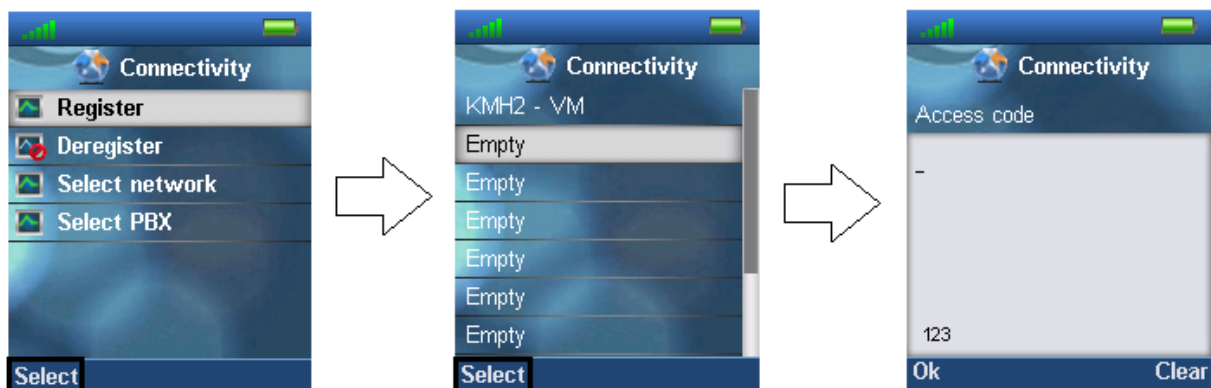 Connectivity
Register
Deregister
Select network
Select PBX
Select
Connectivity
KMH2 - VM
Empty
Empty
Empty
Empty
Empty
Empty
Select
Connectivity
Access code
_
123
Ok Clear